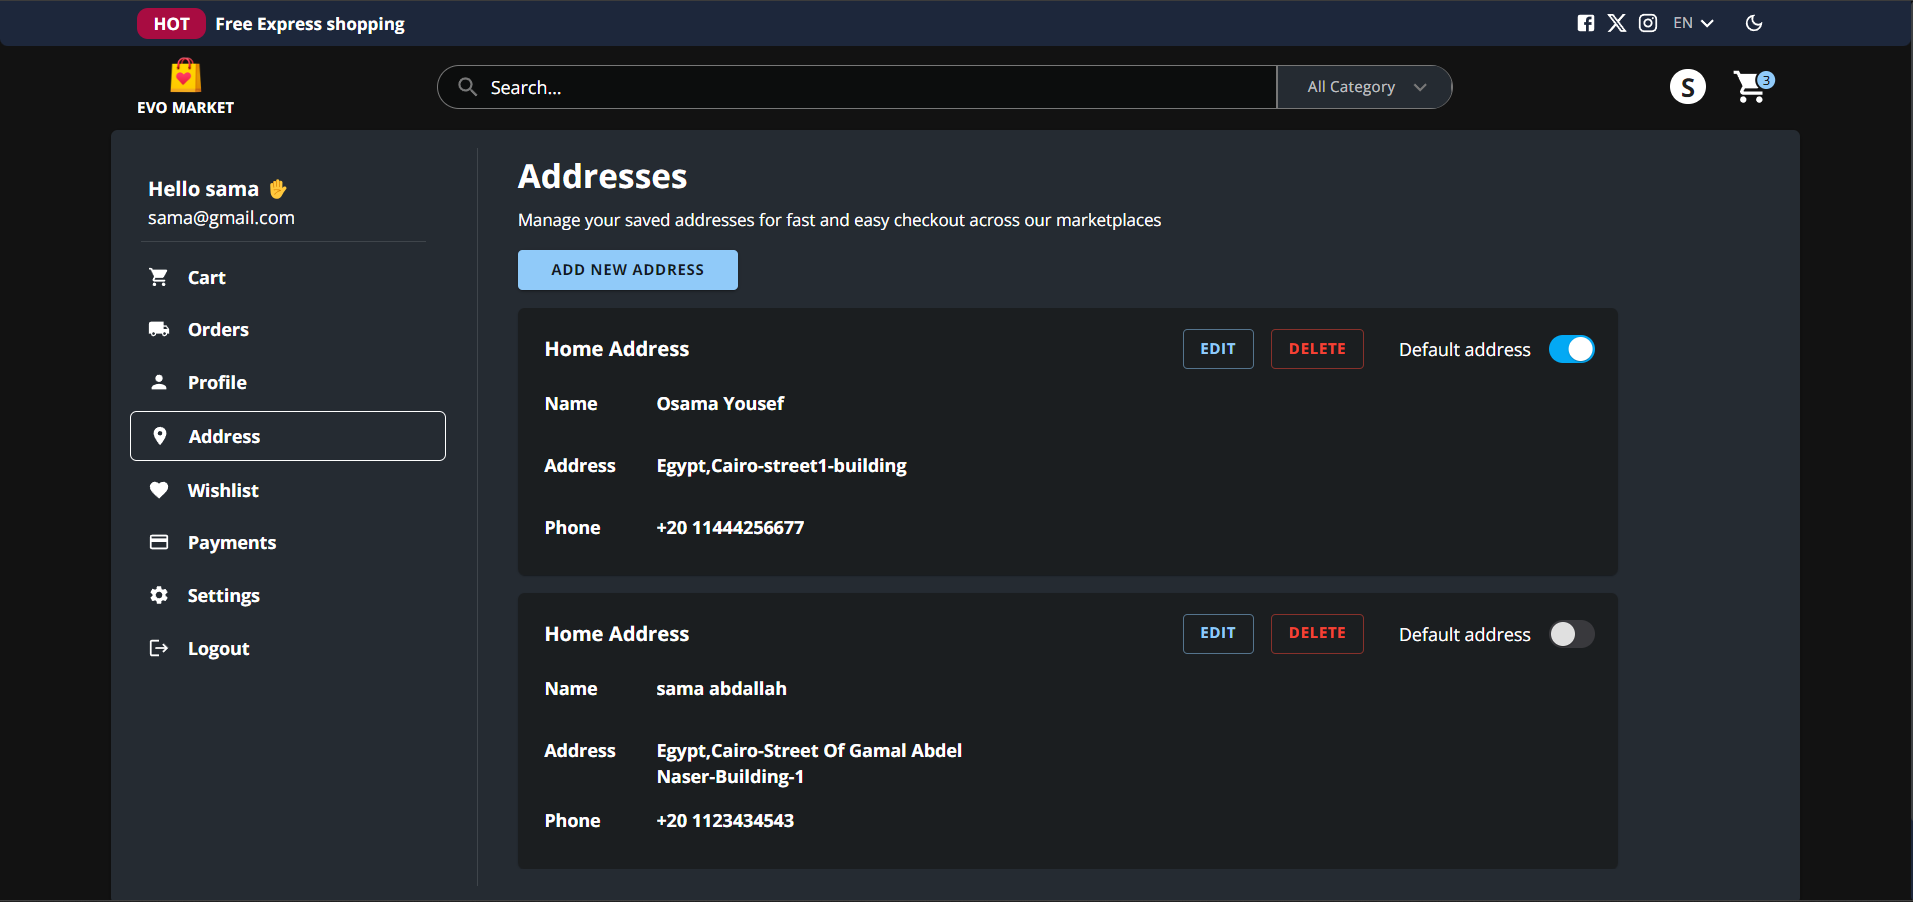 HOT Free Express shopping EN
EVO MARKET
Search... All Category S 3
Hello sama ✋
sama@gmail.com
Cart
Orders
Profile
Address
Wishlist
Payments
Settings
Logout
Addresses
Manage your saved addresses for fast and easy checkout across our marketplaces
ADD NEW ADDRESS
Home Address EDIT DELETE Default address
Name Osama Yousef
Address Egypt,Cairo-street1-building
Phone +20 11444256677
Home Address EDIT DELETE Default address
Name sama abdallah
Address Egypt,Cairo-Street Of Gamal Abdel
Naser-Building-1
Phone +20 1123434543